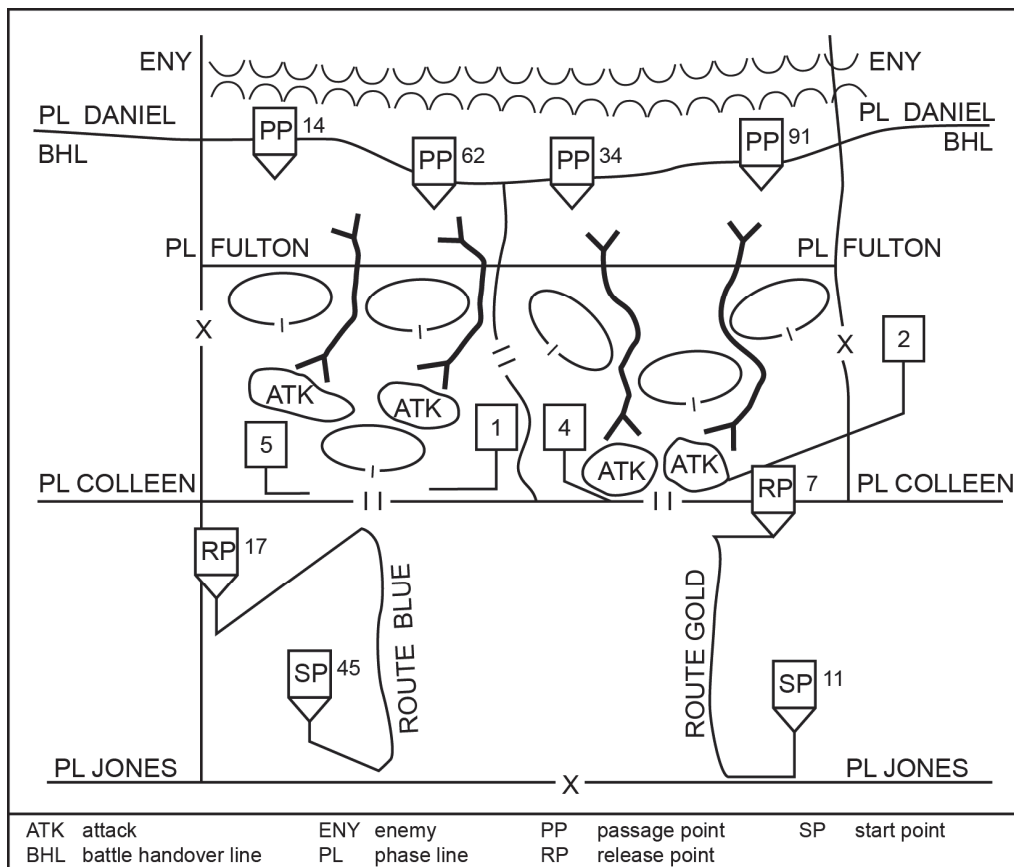 ENY ENY
PL DANIEL PL DANIEL
BHL BHL
PP 14
PP 62
PP 34
PP 91
PL FULTON PL FULTON
X X
2
ATK ATK
5
1
4
ATK ATK
PL COLLEEN PL COLLEEN
RP 7
RP 17
ROUTE BLUE
ROUTE GOLD
SP 45
SP 11
PL JONES X PL JONES
ATK attack ENY enemy PP passage point SP start point
BHL battle handover line PL phase line RP release point